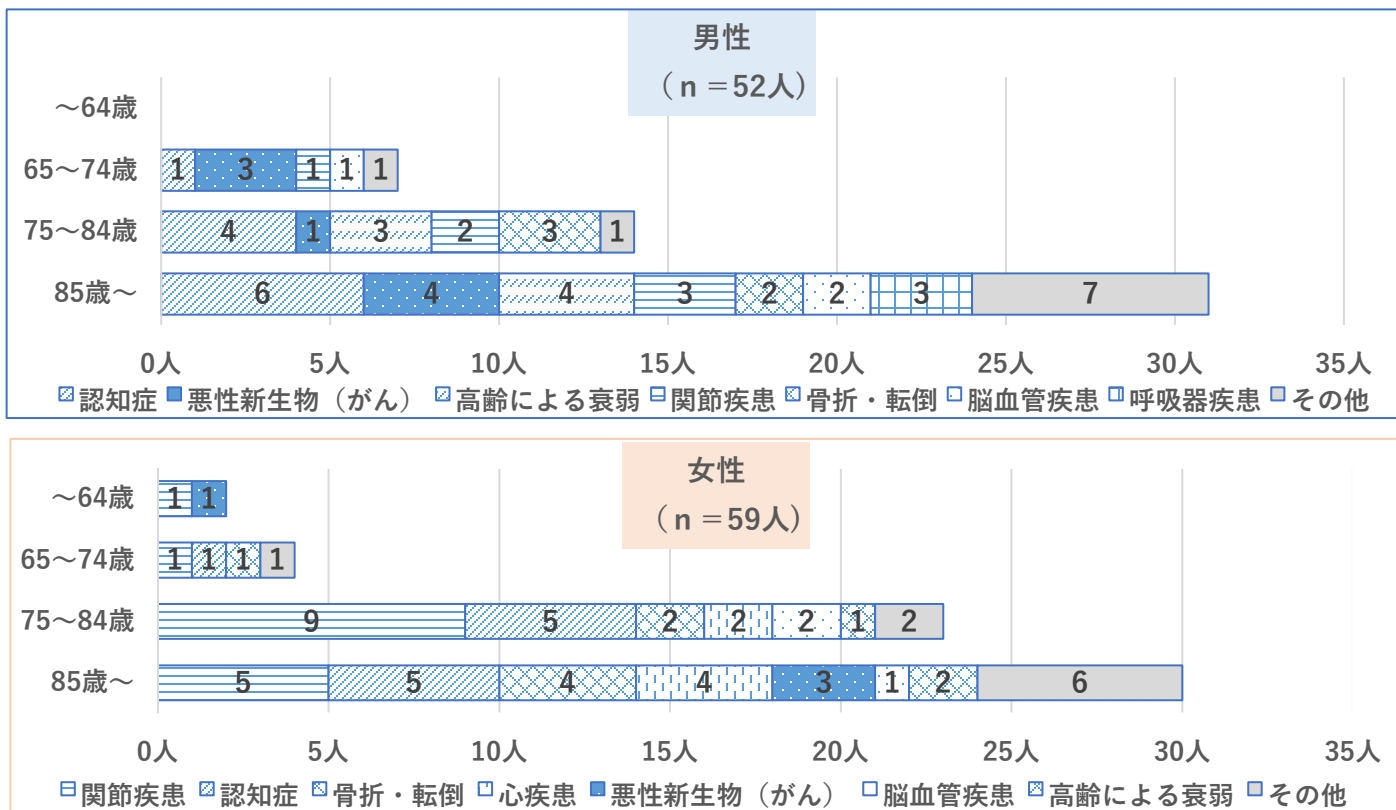 男性
（ｎ＝52人）
～64歳
65～74歳 1 3 1 1 1
75～84歳 4 1 3 2 3 1
85歳～ 6 4 4 3 2 2 3 7
0人 5人 10人 15人 20人 25人 30人 35人
認知症 悪性新生物（がん） 高齢による衰弱 関節疾患 骨折・転倒 脳血管疾患 呼吸器疾患 その他
女性
（ｎ＝59人）
～64歳 1 1
65～74歳 1 1 1 1
75～84歳 9 5 2 2 2 1 2
85歳～ 5 5 4 4 3 1 2 6
0人 5人 10人 15人 20人 25人 30人 35人
関節疾患 認知症 骨折・転倒 心疾患 悪性新生物（がん） 脳血管疾患 高齢による衰弱 その他